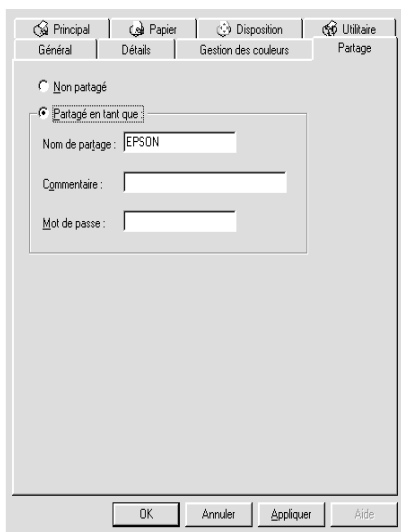 Principal Papier Disposition Utilitaire
Général Détails Gestion des couleurs Partage
Non partagé
Partagé en tant que :
Nom de partage : EPSON
Commentaire :
Mot de passe :
OK Annuler Appliquer Aide